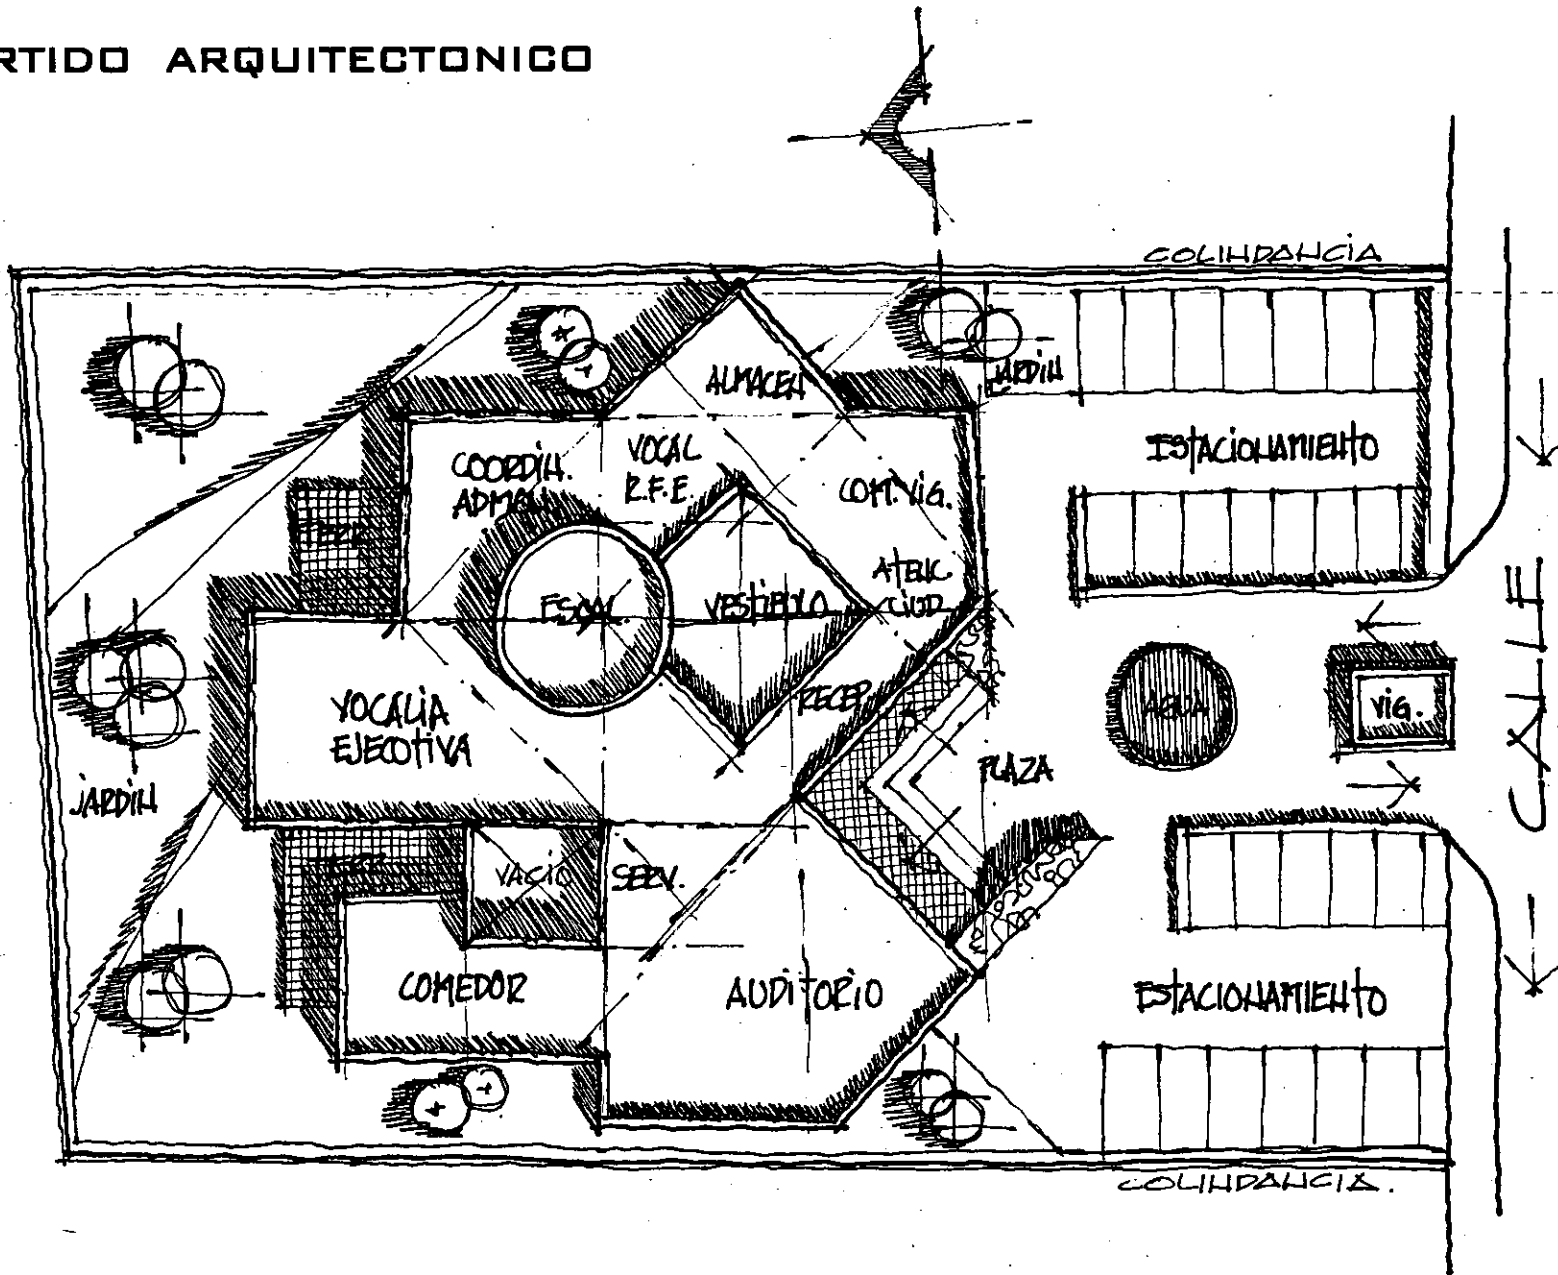 RTIDO ARQUITECTONICO
COLINDANCIA
ALMACEN
JARDIN
COORDIN.
ADMON.
VOCAL
R.F.E.
COM. VIG.
ESTACIONAMIENTO
ATENC.
CIUD.
ESCAL.
VESTIBULO
RECEP.
VOCALIA
EJECUTIVA
AGUA
VIG.
CALLE
PLAZA
JARDIN
VACIO
SERV.
COMEDOR
AUDITORIO
ESTACIONAMIENTO
COLINDANCIA.